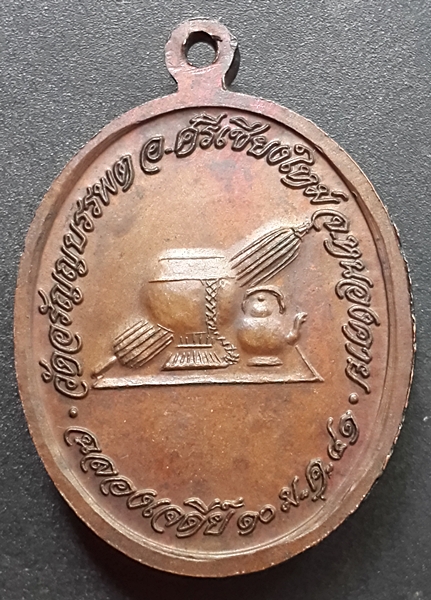 วัดอรัญญบรรพต อ.ศรีเชียงใหม่ จ.หนองคาย
ฉลองเจดีย์ ๑๐ ม.ค. ๔๑